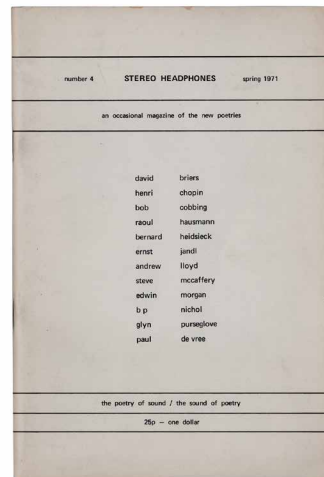 number 4 STEREO HEADPHONES spring 1971
an occasional magazine of the new poetries
david briers
henri chopin
bob cobbing
raoul hausmann
bernard heidsieck
ernst jandl
andrew lloyd
steve mccaffery
edwin morgan
b p nichol
glyn purseglove
paul de vree
the poetry of sound / the sound of poetry
25p — one dollar